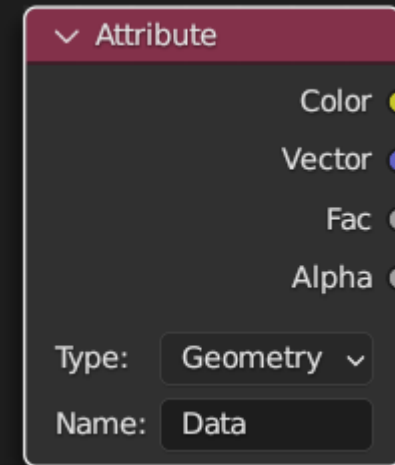 Attribute
Color
Vector
Fac
Alpha
Type: Geometry
Name: Data